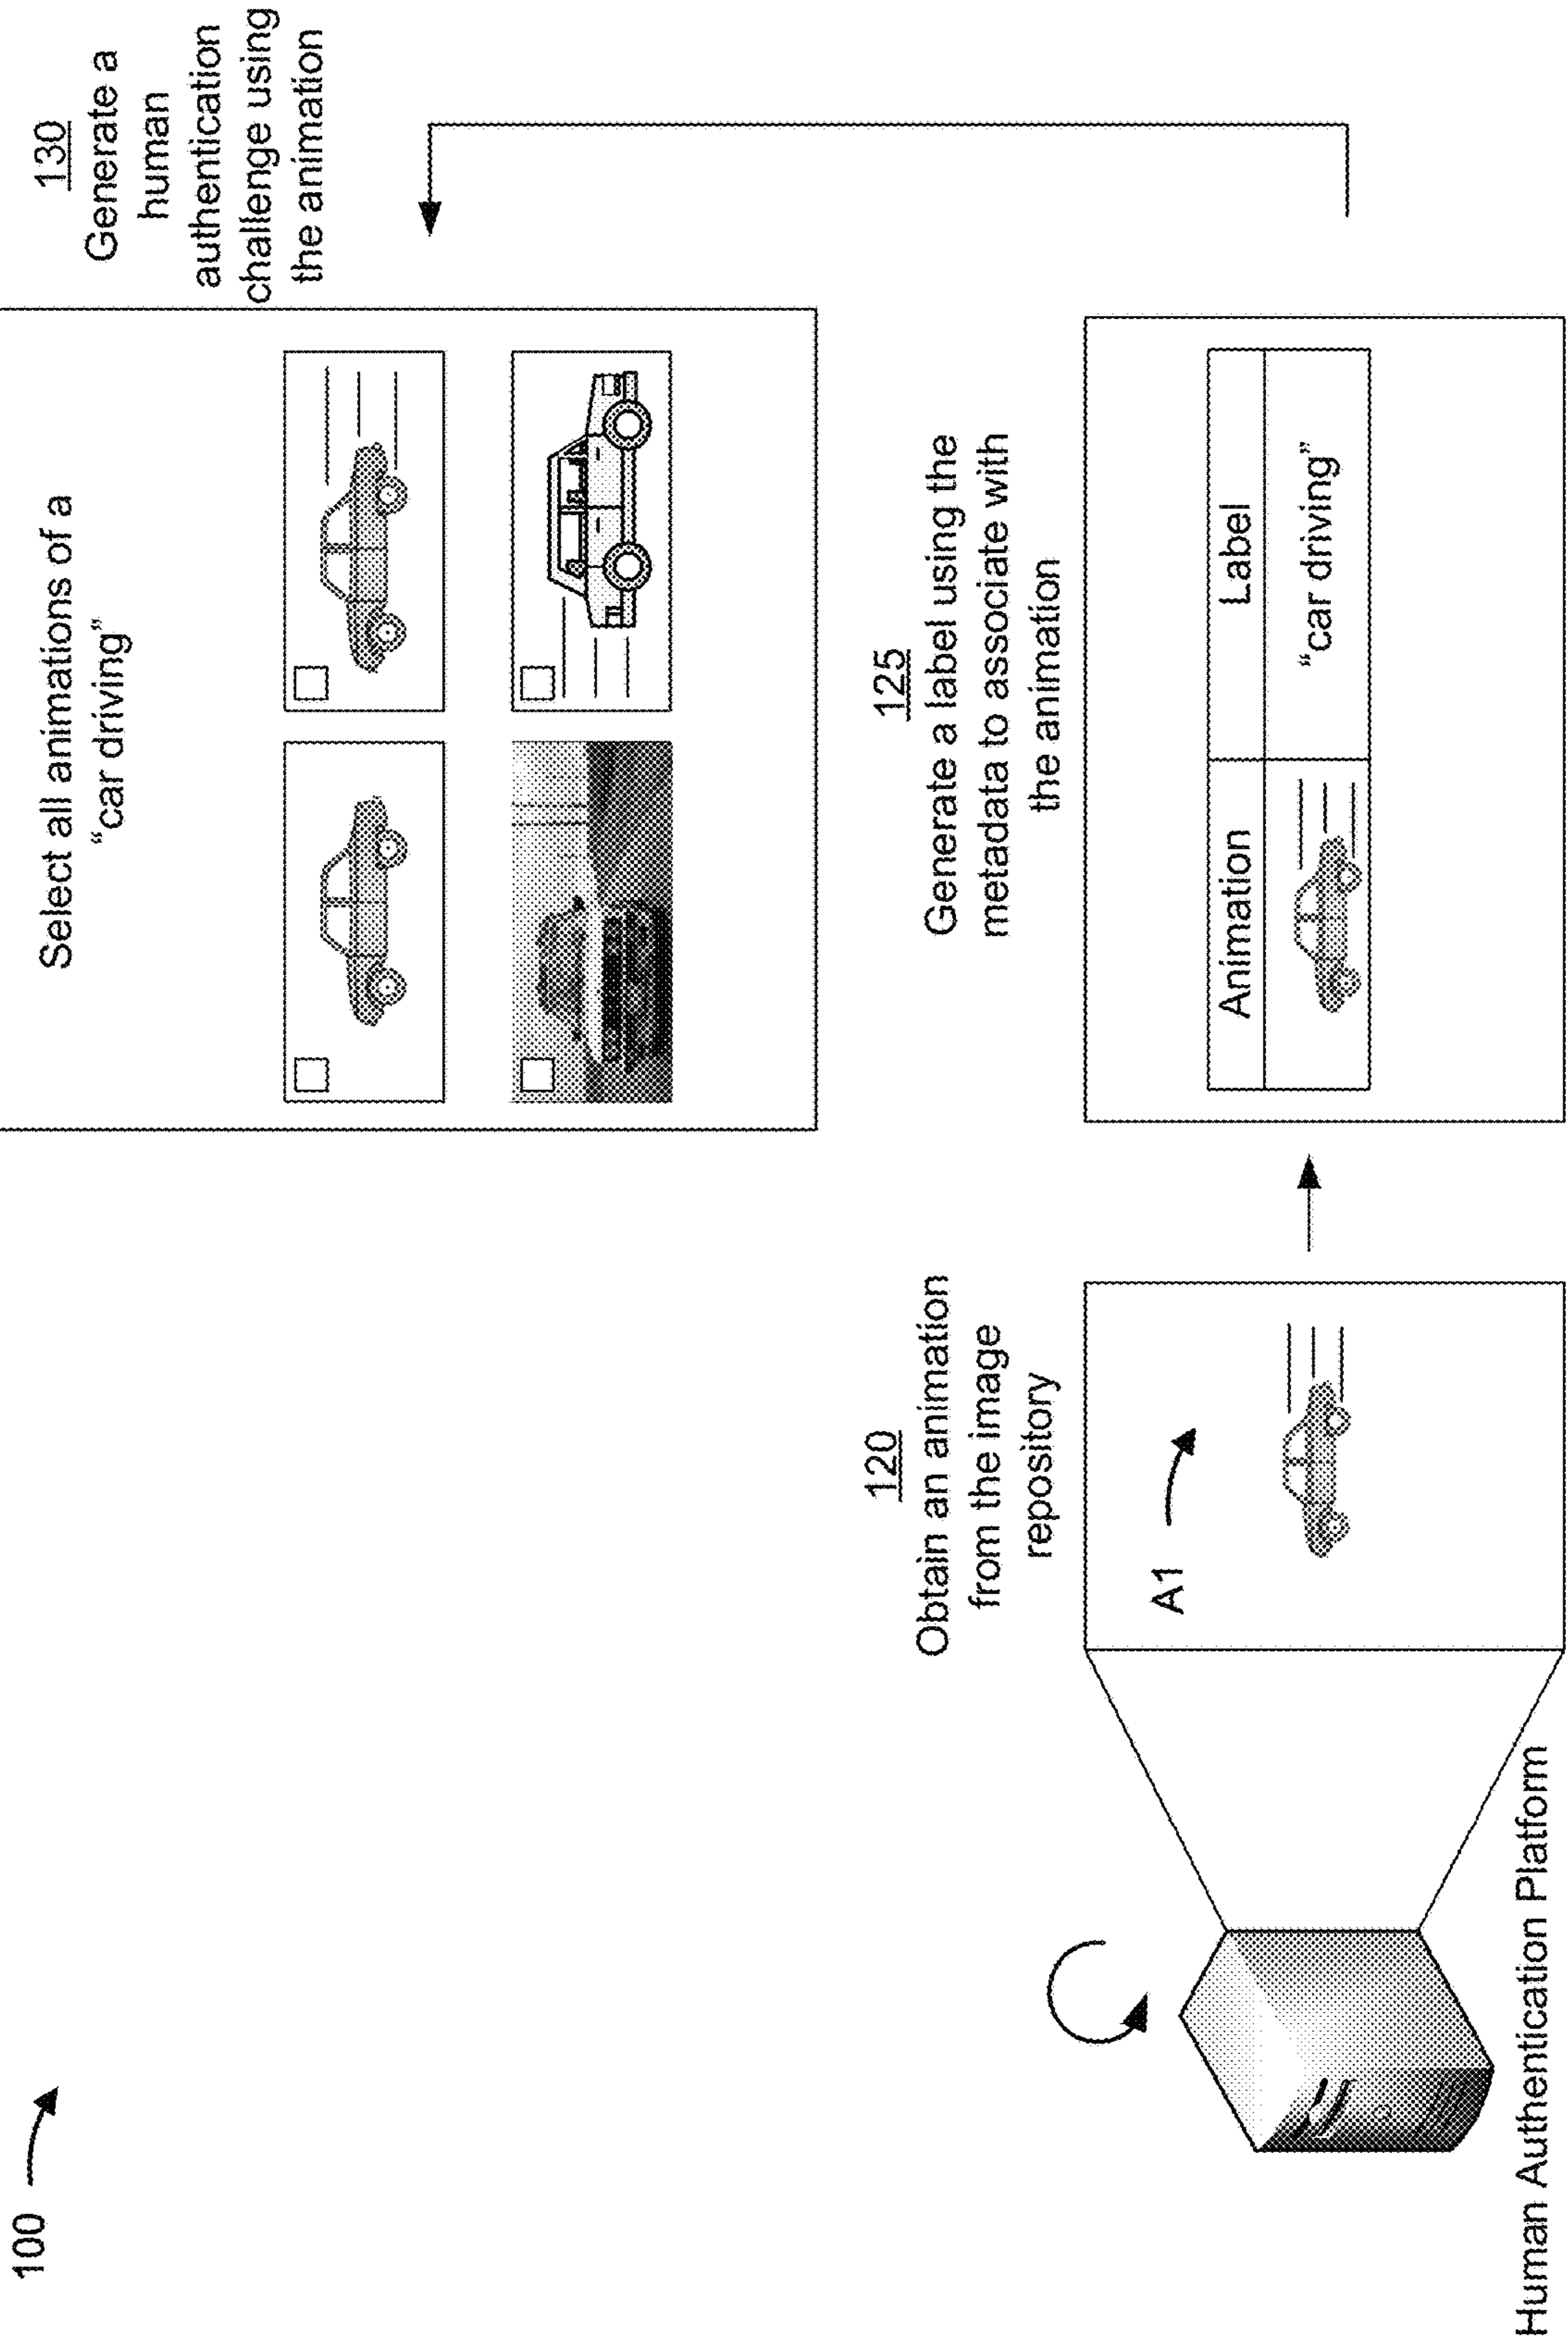 100
130
Generate a
human
authentication
challenge using
the animation
Select all animations of a
“car driving”
120
Obtain an animation
from the image
repository
A1
125
Generate a label using the
metadata to associate with
the animation
Animation
Label
“car driving”
Human Authentication Platform